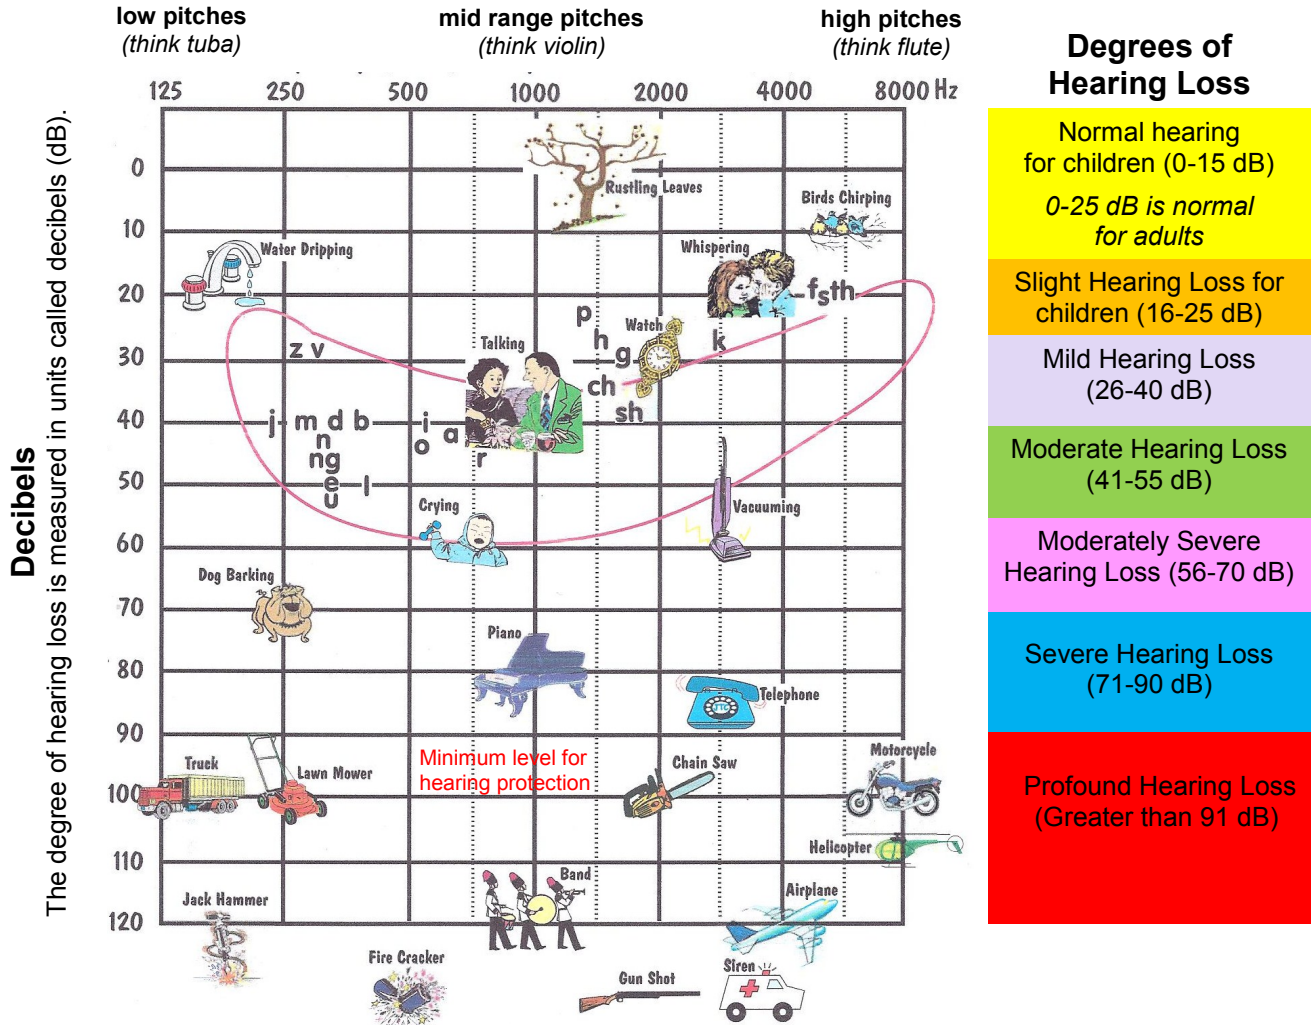 low pitches
(think tuba)
mid range pitches
(think violin)
high pitches
(think flute)
125 250 500 1000 2000 4000 8000 Hz
Decibels
The degree of hearing loss is measured in units called decibels (dB).
0
10
20
30
40
50
60
70
80
90
100
110
120
Rustling Leaves
Birds Chirping
Water Dripping
Whispering
f s th
p
h
g
Watch
k
z v
Talking
ch
sh
j m d b
n
ng
e l
u
i
o
a
r
Crying
Vacuuming
Dog Barking
Piano
Telephone
Minimum level for
hearing protection
Truck
Lawn Mower
Chain Saw
Motorcycle
Helicopter
Jack Hammer
Band
Airplane
Fire Cracker
Gun Shot
Siren
Degrees of
Hearing Loss
Normal hearing
for children (0-15 dB)
0-25 dB is normal
for adults
Slight Hearing Loss for
children (16-25 dB)
Mild Hearing Loss
(26-40 dB)
Moderate Hearing Loss
(41-55 dB)
Moderately Severe
Hearing Loss (56-70 dB)
Severe Hearing Loss
(71-90 dB)
Profound Hearing Loss
(Greater than 91 dB)